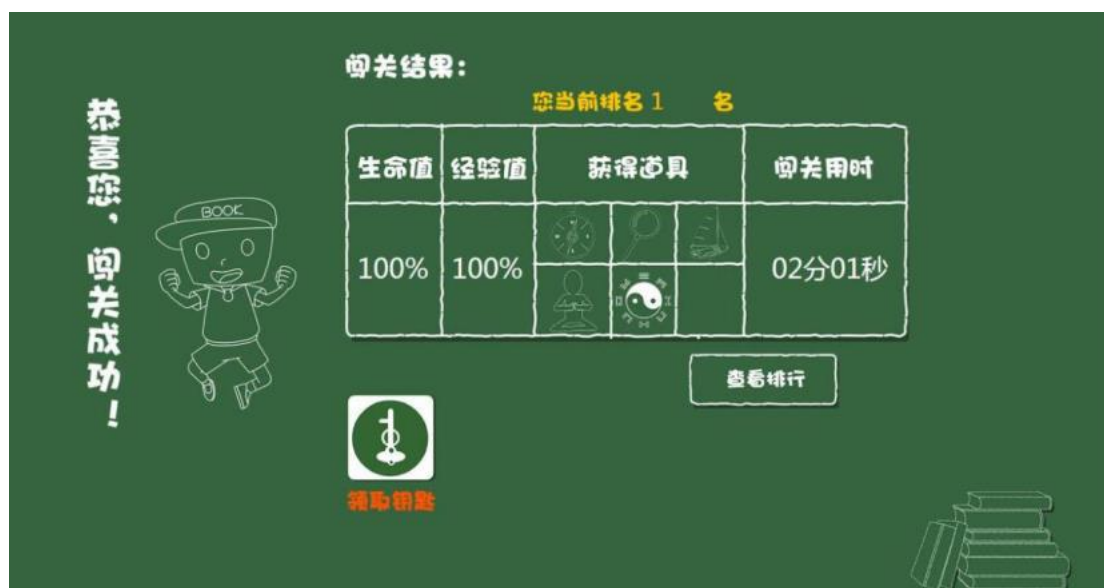 恭喜您，闯关成功！
BOOK
闯关结果：
您当前排名 1 名
生命值 经验值 获得道具 闯关用时
100% 100% 02分01秒
查看排行
领取钥匙